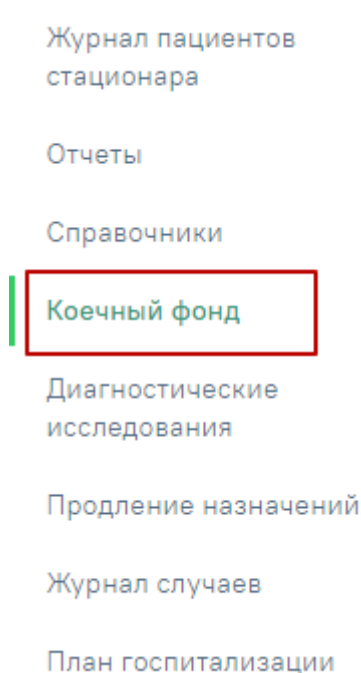 Журнал пациентов
стационара
Отчеты
Справочники
Коечный фонд
Диагностические
исследования
Продление назначений
Журнал случаев
План госпитализации